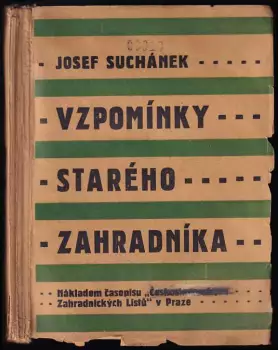 JOSEF SUCHÁNEK - - - - -
- VZPOMÍNKY - - -
- STARÉHO - - - - -
- ZAHRADNÍKA - - -
- - Nákladem časopisu „
- - Zahradnických Listů“ v Praze - - -